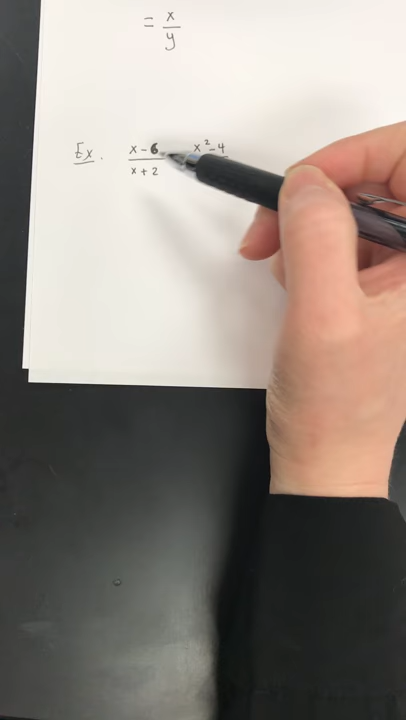 = x
y
Ex. x - 6 x² - 4
x + 2